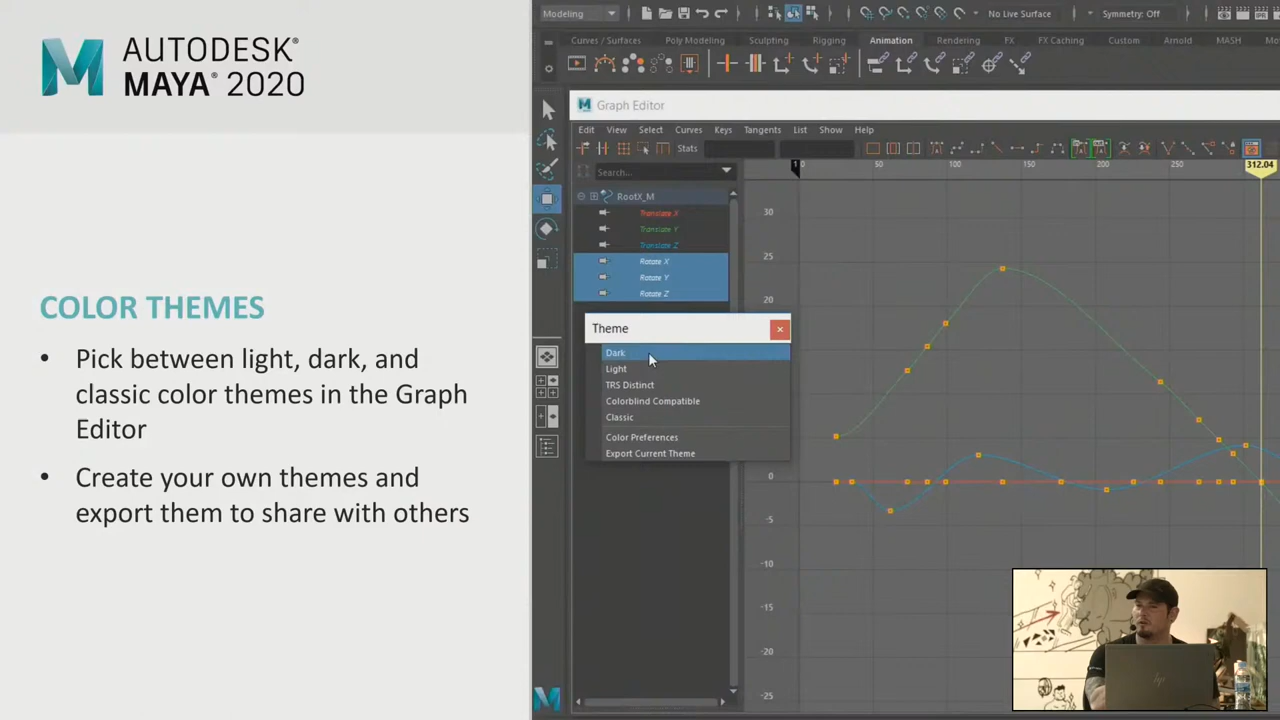 AUTODESK®
MAYA® 2020
COLOR THEMES
• Pick between light, dark, and
classic color themes in the Graph
Editor
• Create your own themes and
export them to share with others
Modeling
No Live Surface
Symmetry: Off
Curves / Surfaces Poly Modeling Sculpting Rigging Animation Rendering FX FX Caching Custom Arnold MASH
Graph Editor
Edit View Select Curves Keys Tangents List Show Help
Stats
Search...
1 0 50 100 150 200 250 312.04
RootX_M
Translate X
Translate Y
Translate Z
Rotate X
Rotate Y
Rotate Z
Theme
Dark
Light
TRS Distinct
Colorblind Compatible
Classic
Color Preferences
Export Current Theme
30
25
20
0
-5
-10
-15
-20
-25
hp